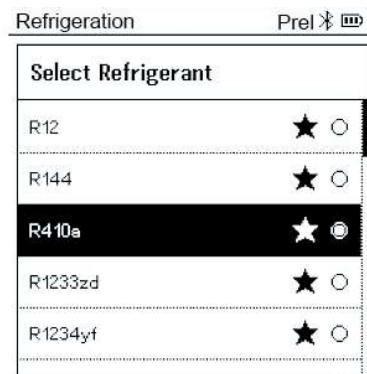 Refrigeration Prel
Select Refrigerant
R12
R144
R410a
R1233zd
R1234yf